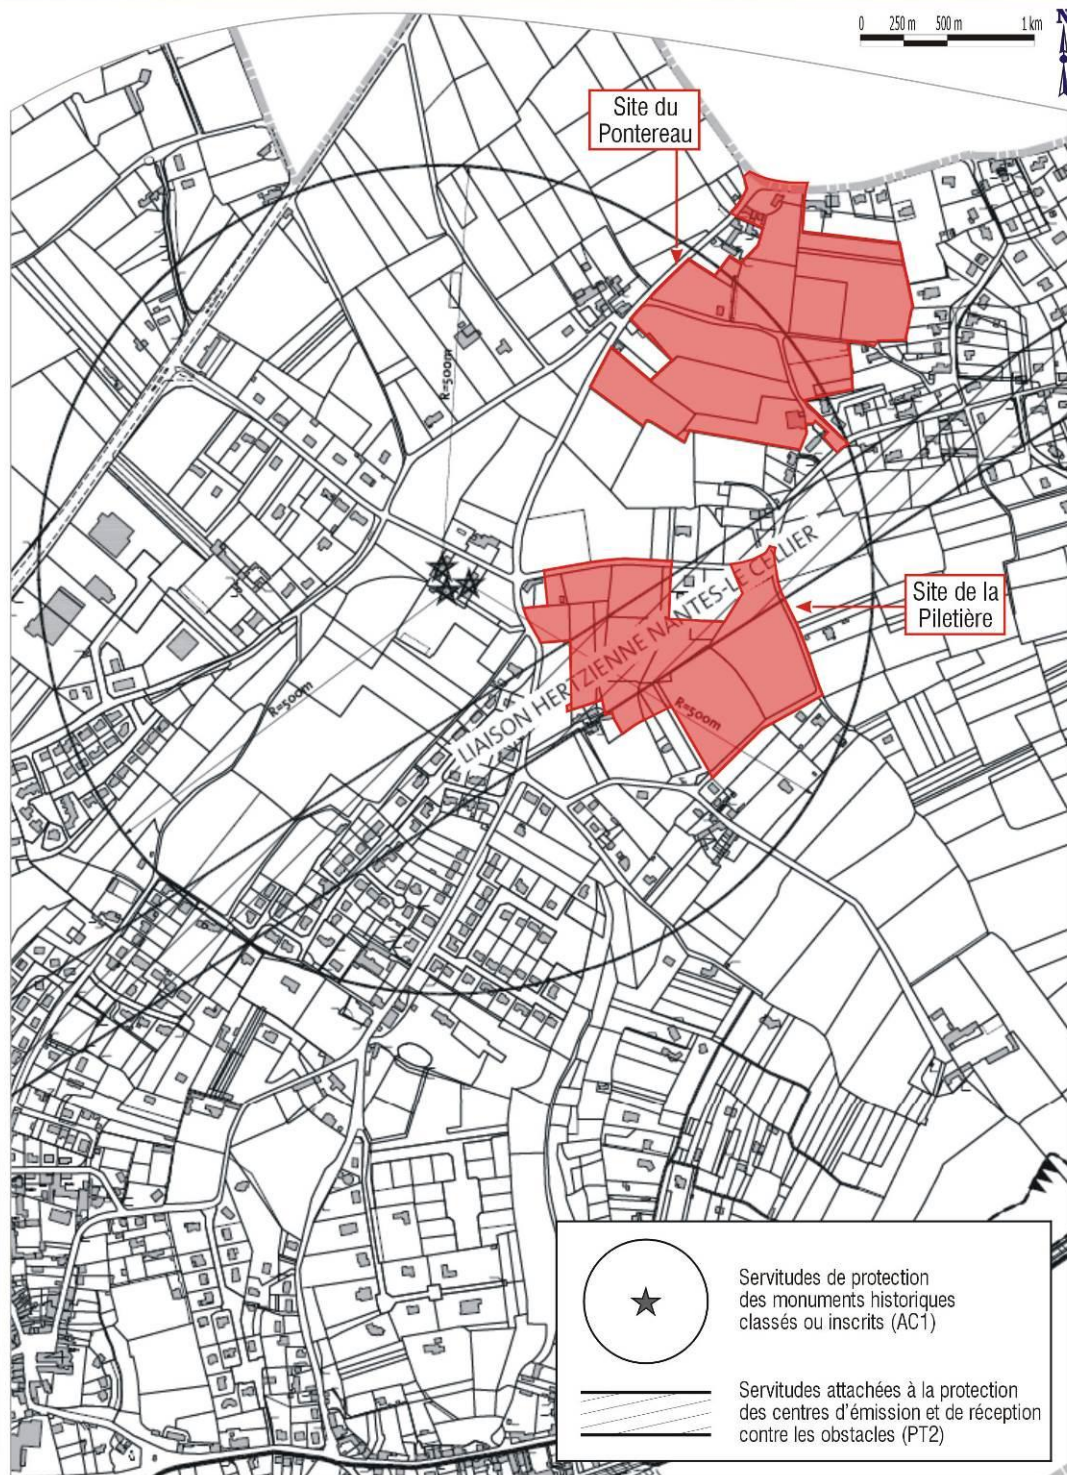 0 250 m 500 m 1 km
N
Site du
Pontereau
R=500m
LIAISON HERTZIENNE NANTES-LE CELLIER
Site de la
Piletière
R=500m
R=500m
Servitudes de protection
des monuments historiques
classés ou inscrits (AC1)
Servitudes attachées à la protection
des centres d'émission et de réception
contre les obstacles (PT2)